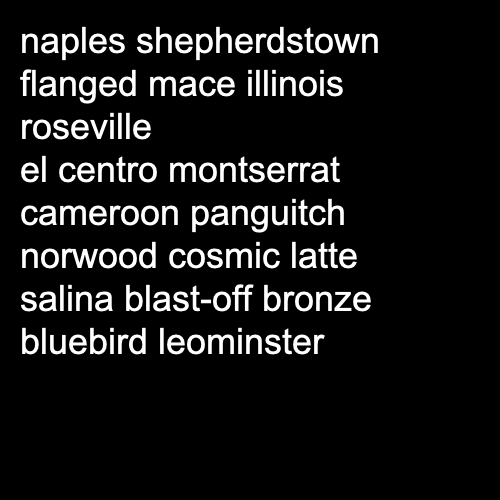 naples shepherdstown
flanged mace illinois
roseville
el centro montserrat
cameroon panguitch
norwood cosmic latte
salina blast-off bronze
bluebird leominster